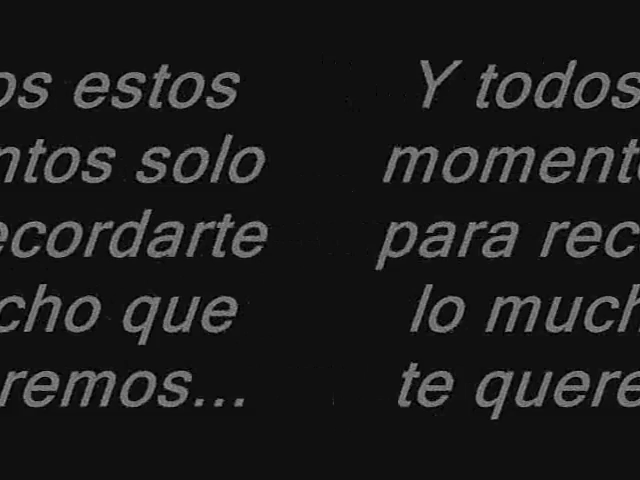 os estos Y todos
ntos solo moment
ecordarte para rec
cho que lo much
remos... te quere